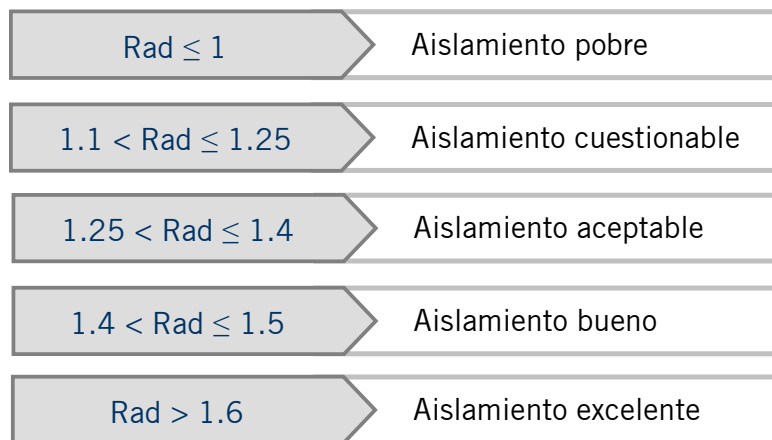 Rad ≤ 1 Aislamiento pobre
1.1 < Rad ≤ 1.25 Aislamiento cuestionable
1.25 < Rad ≤ 1.4 Aislamiento aceptable
1.4 < Rad ≤ 1.5 Aislamiento bueno
Rad > 1.6 Aislamiento excelente